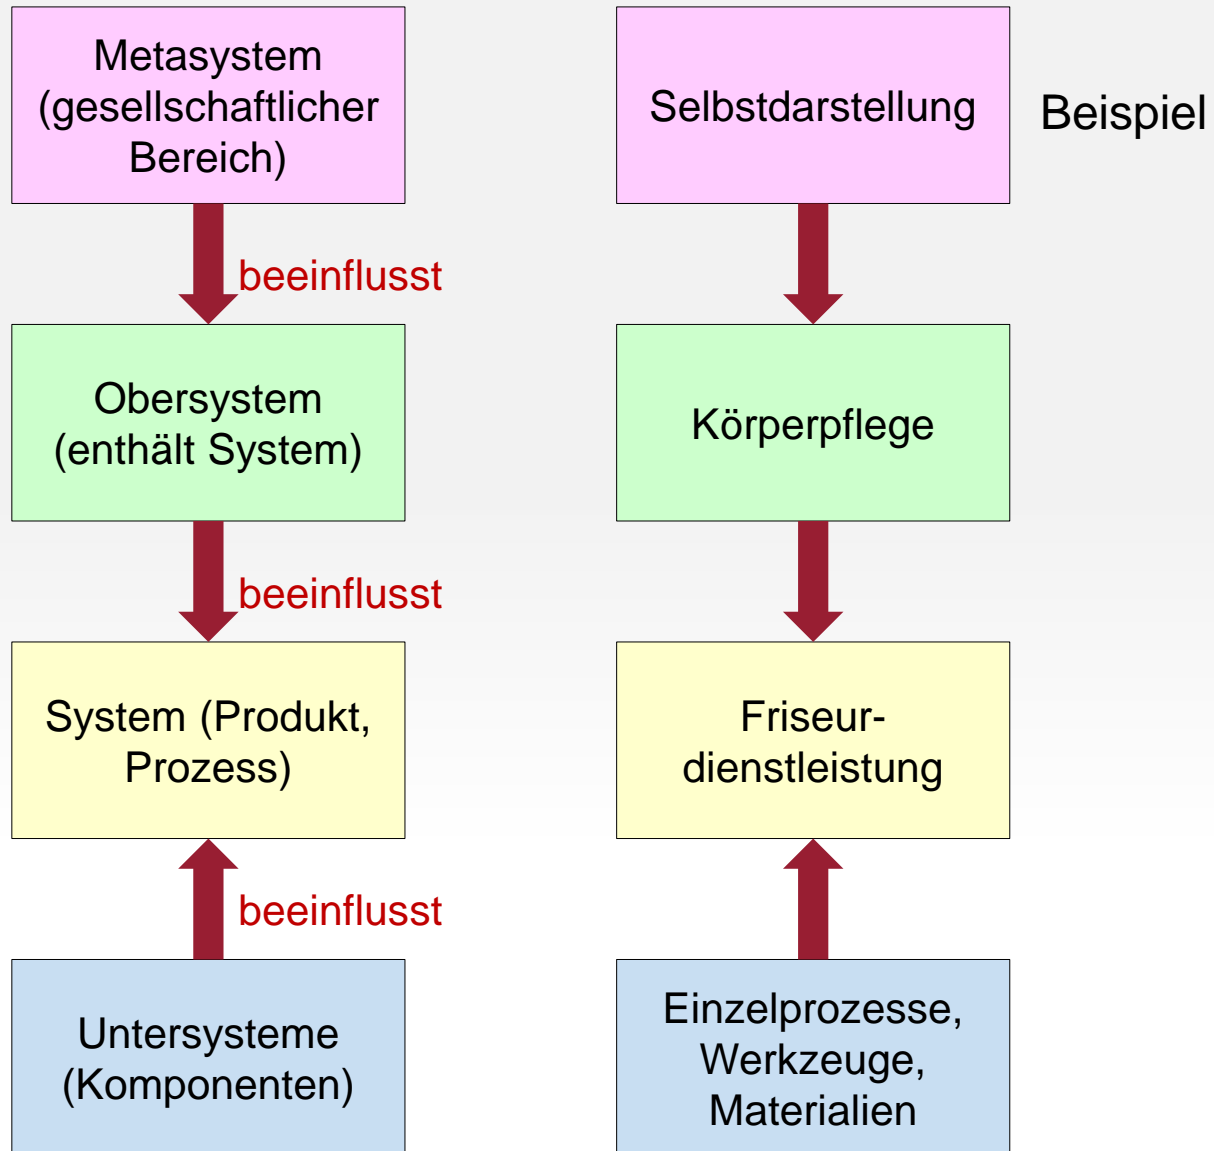 Metasystem
(gesellschaftlicher
Bereich)
Selbstdarstellung
Beispiel
beeinflusst
Obersystem
(enthält System)
Körperpflege
beeinflusst
System (Produkt,
Prozess)
Friseur-
dienstleistung
beeinflusst
Untersysteme
(Komponenten)
Einzelprozesse,
Werkzeuge,
Materialien